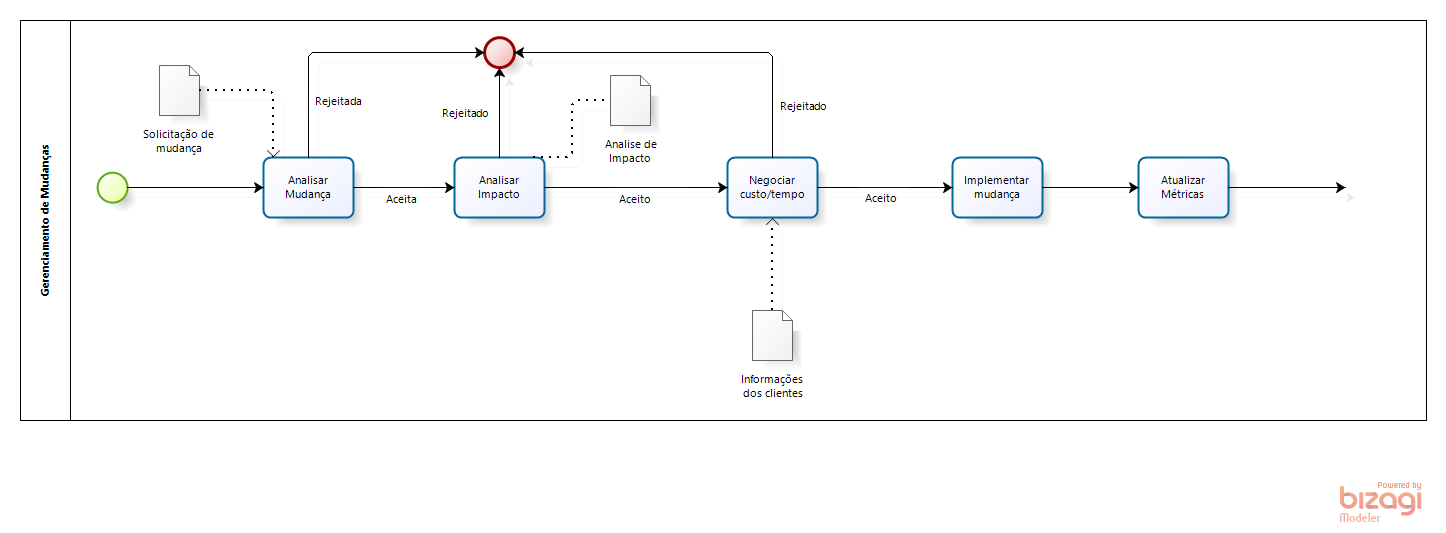 Gerenciamento de Mudanças
Solicitação de
mudança
Rejeitada
Rejeitado
Analise de
Impacto
Rejeitado
Analisar
Mudança
Aceita
Analisar
Impacto
Aceito
Negociar
custo/tempo
Aceito
Implementar
mudança
Atualizar
Métricas
Informações
dos clientes
Powered by
bizagi
Modeler